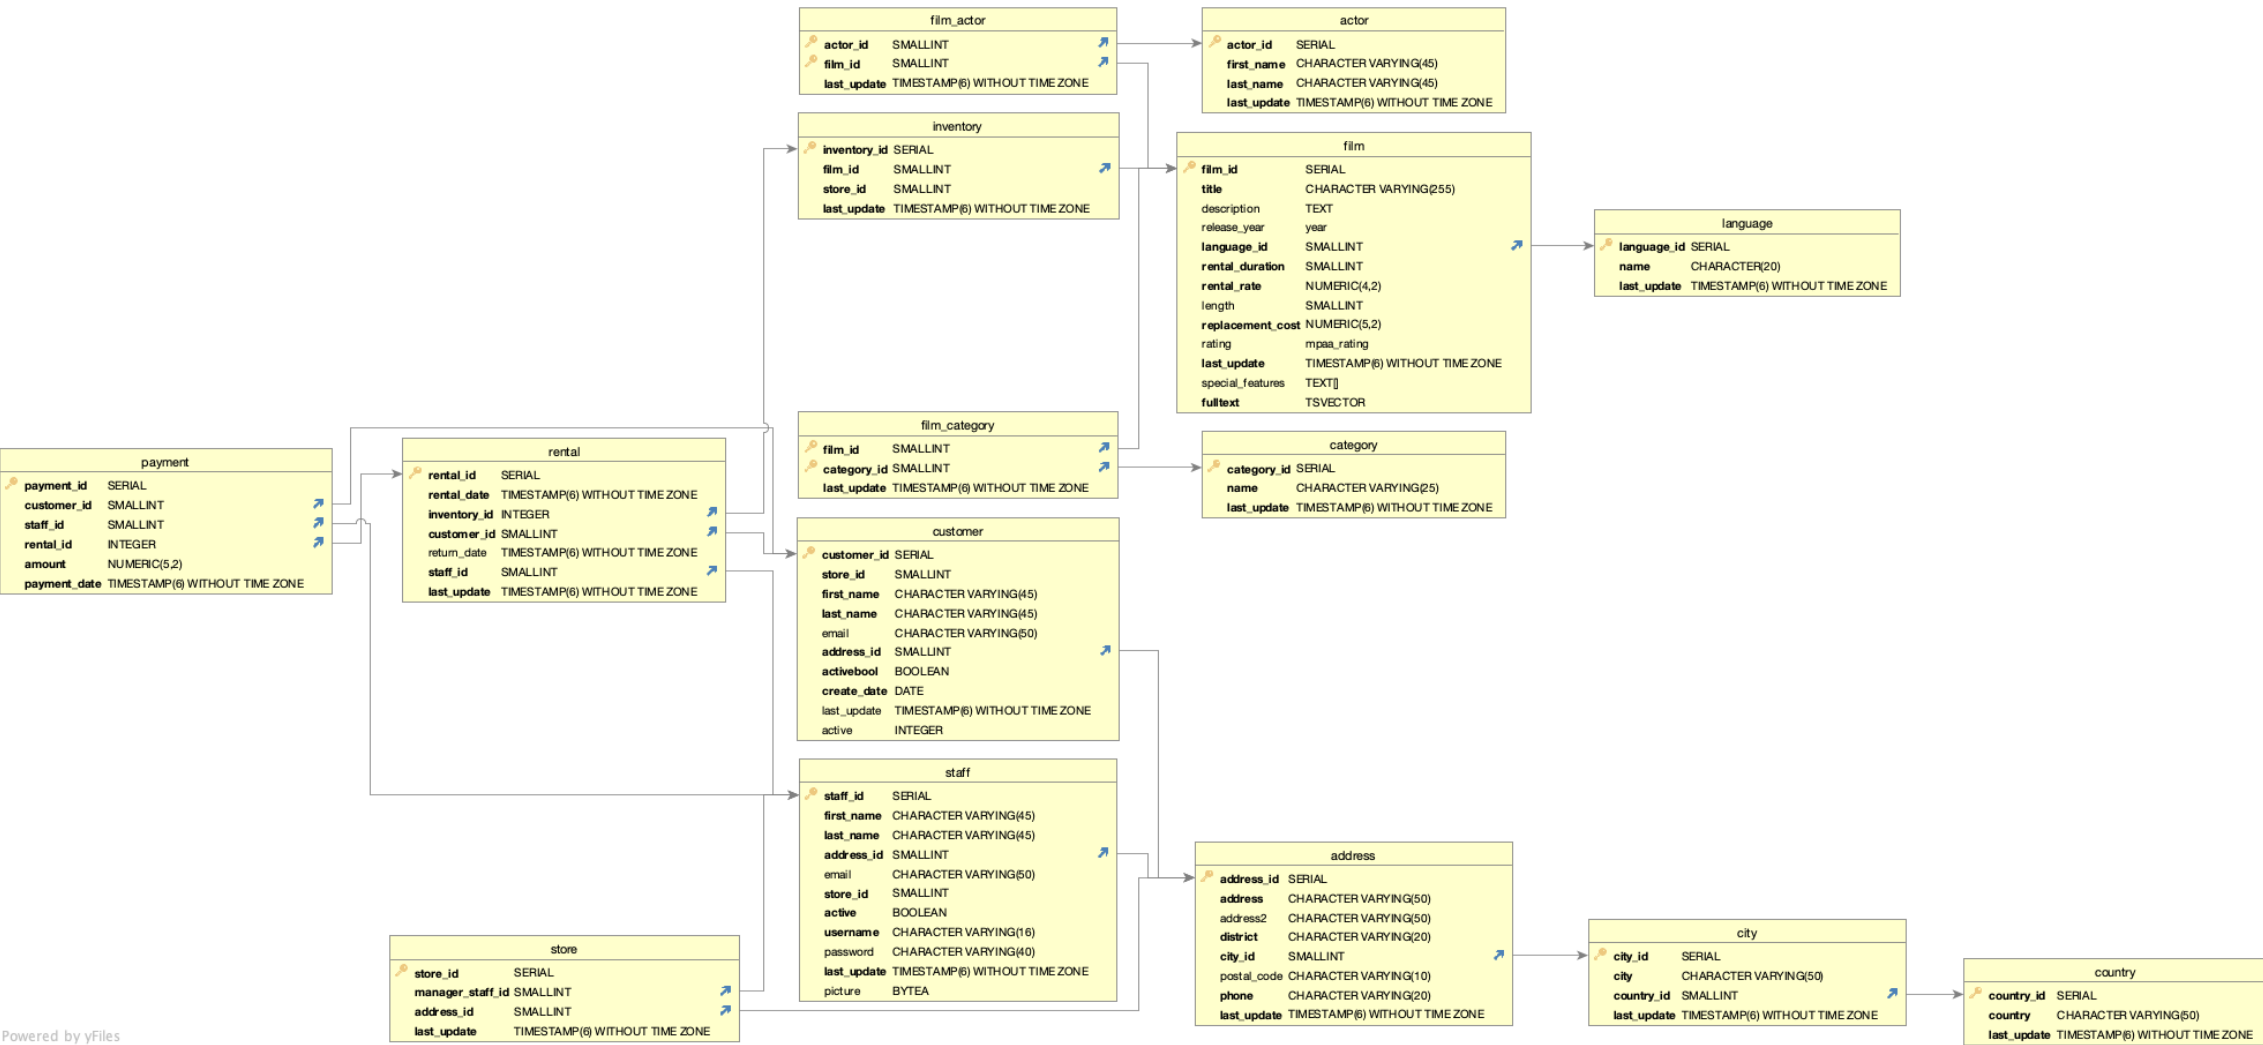 film_actor
actor_id SMALLINT
film_id SMALLINT
last_update TIMESTAMP(6) WITHOUT TIME ZONE
actor
actor_id SERIAL
first_name CHARACTER VARYING(45)
last_name CHARACTER VARYING(45)
last_update TIMESTAMP(6) WITHOUT TIME ZONE
inventory
inventory_id SERIAL
film_id SMALLINT
store_id SMALLINT
last_update TIMESTAMP(6) WITHOUT TIME ZONE
film
film_id SERIAL
title CHARACTER VARYING(255)
description TEXT
release_year year
language_id SMALLINT
rental_duration SMALLINT
rental_rate NUMERIC(4,2)
length SMALLINT
replacement_cost NUMERIC(5,2)
rating mpaa_rating
last_update TIMESTAMP(6) WITHOUT TIME ZONE
special_features TEXT[]
fulltext TSVECTOR
language
language_id SERIAL
name CHARACTER(20)
last_update TIMESTAMP(6) WITHOUT TIME ZONE
film_category
film_id SMALLINT
category_id SMALLINT
last_update TIMESTAMP(6) WITHOUT TIME ZONE
category
category_id SERIAL
name CHARACTER VARYING(25)
last_update TIMESTAMP(6) WITHOUT TIME ZONE
payment
payment_id SERIAL
customer_id SMALLINT
staff_id SMALLINT
rental_id INTEGER
amount NUMERIC(5,2)
payment_date TIMESTAMP(6) WITHOUT TIME ZONE
rental
rental_id SERIAL
rental_date TIMESTAMP(6) WITHOUT TIME ZONE
inventory_id INTEGER
customer_id SMALLINT
return_date TIMESTAMP(6) WITHOUT TIME ZONE
staff_id SMALLINT
last_update TIMESTAMP(6) WITHOUT TIME ZONE
customer
customer_id SERIAL
store_id SMALLINT
first_name CHARACTER VARYING(45)
last_name CHARACTER VARYING(45)
email CHARACTER VARYING(50)
address_id SMALLINT
activebool BOOLEAN
create_date DATE
last_update TIMESTAMP(6) WITHOUT TIME ZONE
active INTEGER
staff
staff_id SERIAL
first_name CHARACTER VARYING(45)
last_name CHARACTER VARYING(45)
address_id SMALLINT
email CHARACTER VARYING(50)
store_id SMALLINT
active BOOLEAN
username CHARACTER VARYING(16)
password CHARACTER VARYING(40)
last_update TIMESTAMP(6) WITHOUT TIME ZONE
picture BYTEA
store
store_id SERIAL
manager_staff_id SMALLINT
address_id SMALLINT
last_update TIMESTAMP(6) WITHOUT TIME ZONE
address
address_id SERIAL
address CHARACTER VARYING(50)
address2 CHARACTER VARYING(50)
district CHARACTER VARYING(20)
city_id SMALLINT
postal_code CHARACTER VARYING(10)
phone CHARACTER VARYING(20)
last_update TIMESTAMP(6) WITHOUT TIME ZONE
city
city_id SERIAL
city CHARACTER VARYING(50)
country_id SMALLINT
last_update TIMESTAMP(6) WITHOUT TIME ZONE
country
country_id SERIAL
country CHARACTER VARYING(50)
last_update TIMESTAMP(6) WITHOUT TIME ZONE
Powered by yFiles